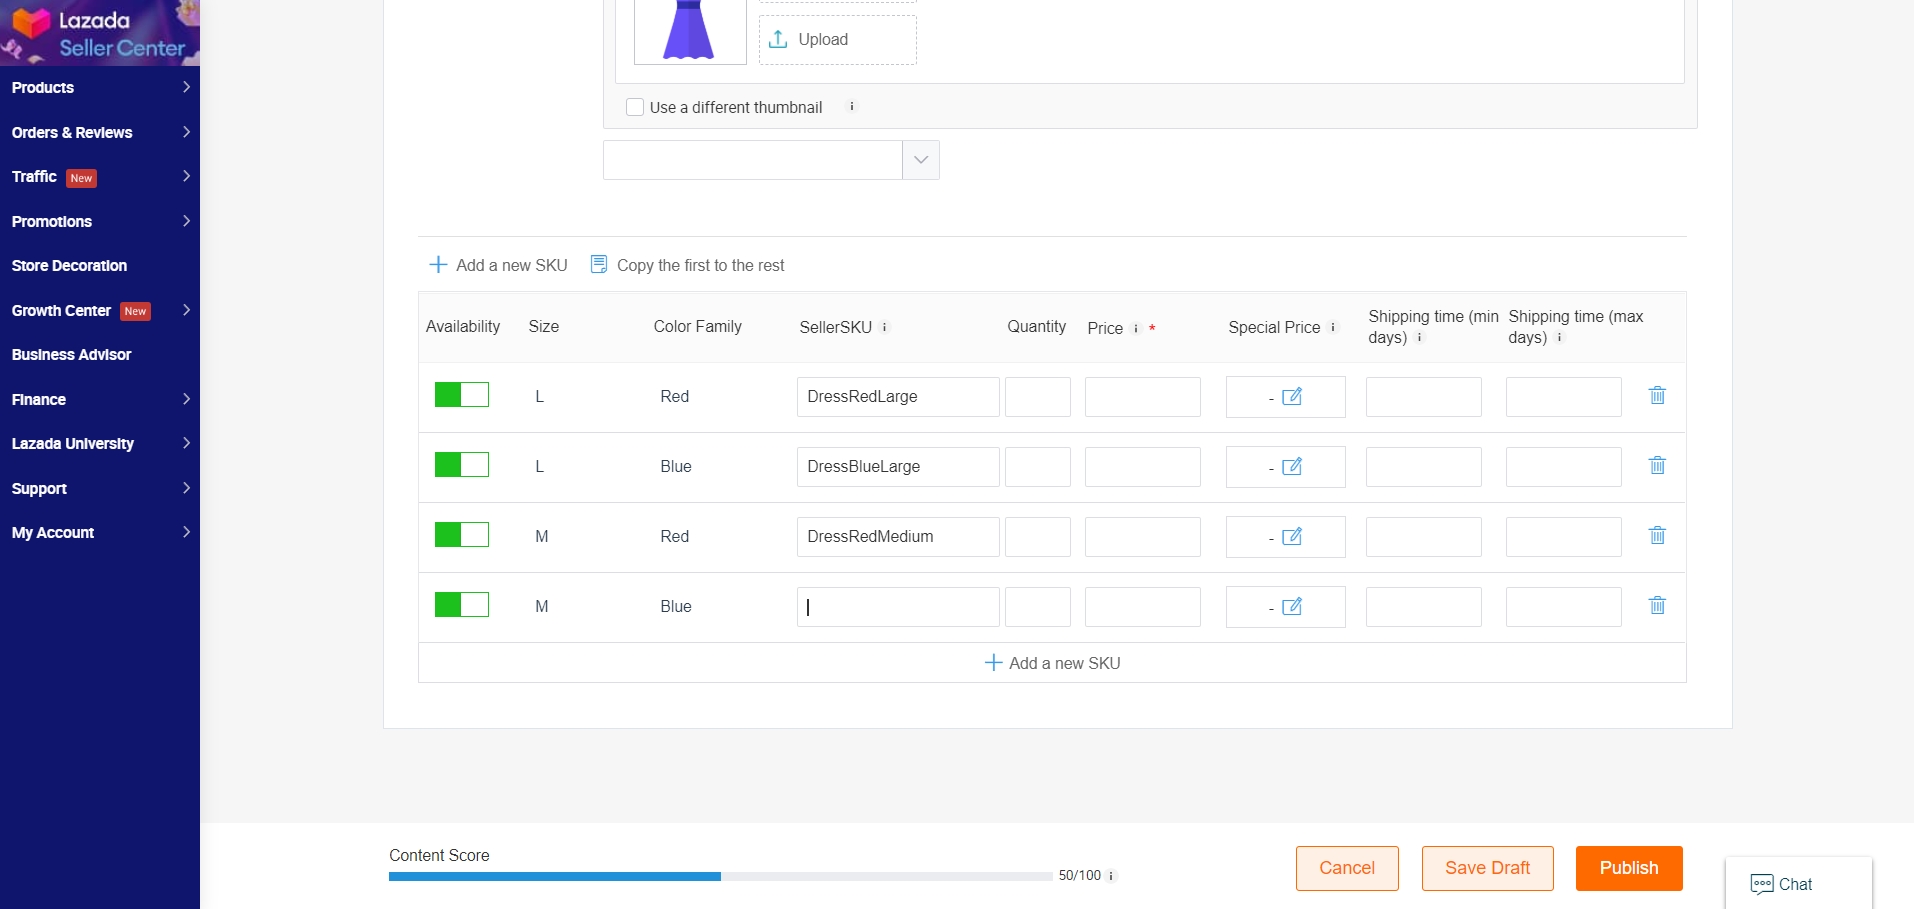 Lazada
Seller Center
Products
Orders & Reviews
Traffic New
Promotions
Store Decoration
Growth Center New
Business Advisor
Finance
Lazada University
Support
My Account
Upload
Use a different thumbnail i
Add a new SKU Copy the first to the rest
Availability Size Color Family SellerSKU i Quantity Price i * Special Price i Shipping time (min days) i Shipping time (max days) i
L Red DressRedLarge -
L Blue DressBlueLarge -
M Red DressRedMedium -
M Blue -
Add a new SKU
Content Score
50/100 i
Cancel Save Draft Publish
Chat